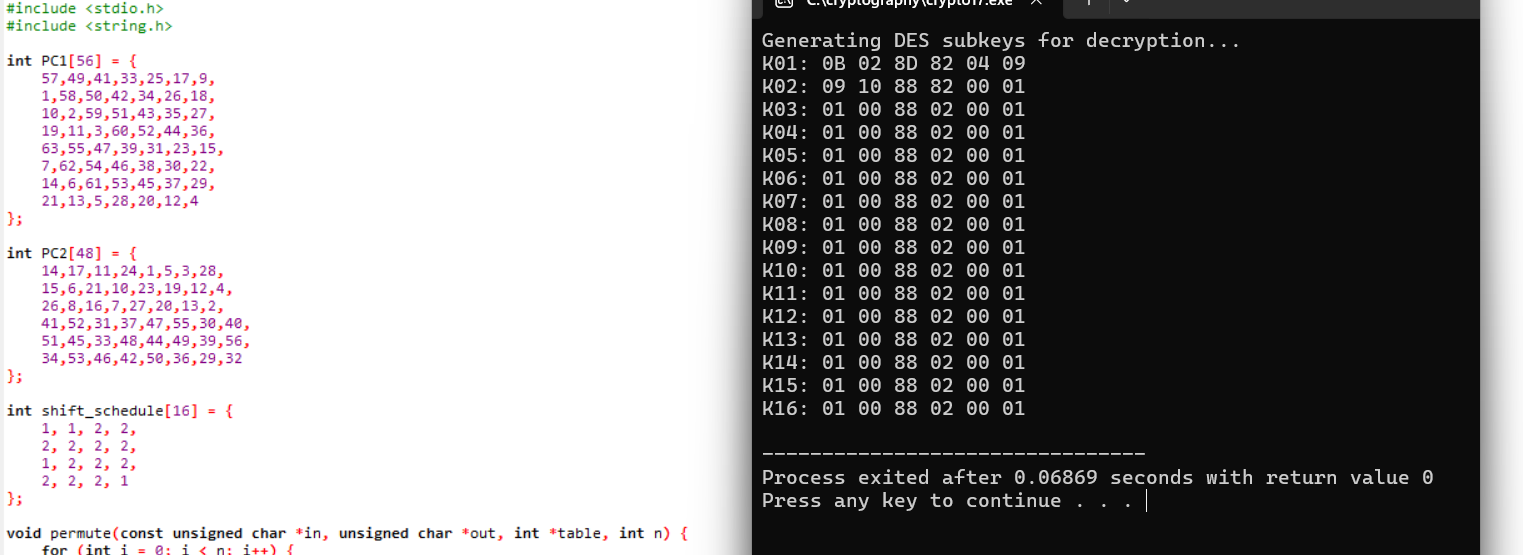 #include <stdio.h>
#include <string.h>
int PC1[56] = {
57,49,41,33,25,17,9,
1,58,50,42,34,26,18,
10,2,59,51,43,35,27,
19,11,3,60,52,44,36,
63,55,47,39,31,23,15,
7,62,54,46,38,30,22,
14,6,61,53,45,37,29,
21,13,5,28,20,12,4
};
int PC2[48] = {
14,17,11,24,1,5,3,28,
15,6,21,10,23,19,12,4,
26,8,16,7,27,20,13,2,
41,52,31,37,47,55,30,40,
51,45,33,48,44,49,39,56,
34,53,46,42,50,36,29,32
};
int shift_schedule[16] = {
1, 1, 2, 2,
2, 2, 2, 2,
1, 2, 2, 2,
2, 2, 2, 1
};
void permute(const unsigned char *in, unsigned char *out, int *table, int n) {
for (int i = 0; i < n; i++) {
C:\cryptography\crypto17.exe
Generating DES subkeys for decryption...
K01: 0B 02 8D 82 04 09
K02: 09 10 88 82 00 01
K03: 01 00 88 02 00 01
K04: 01 00 88 02 00 01
K05: 01 00 88 02 00 01
K06: 01 00 88 02 00 01
K07: 01 00 88 02 00 01
K08: 01 00 88 02 00 01
K09: 01 00 88 02 00 01
K10: 01 00 88 02 00 01
K11: 01 00 88 02 00 01
K12: 01 00 88 02 00 01
K13: 01 00 88 02 00 01
K14: 01 00 88 02 00 01
K15: 01 00 88 02 00 01
K16: 01 00 88 02 00 01
--------------------------------
Process exited after 0.06869 seconds with return value 0
Press any key to continue . . .